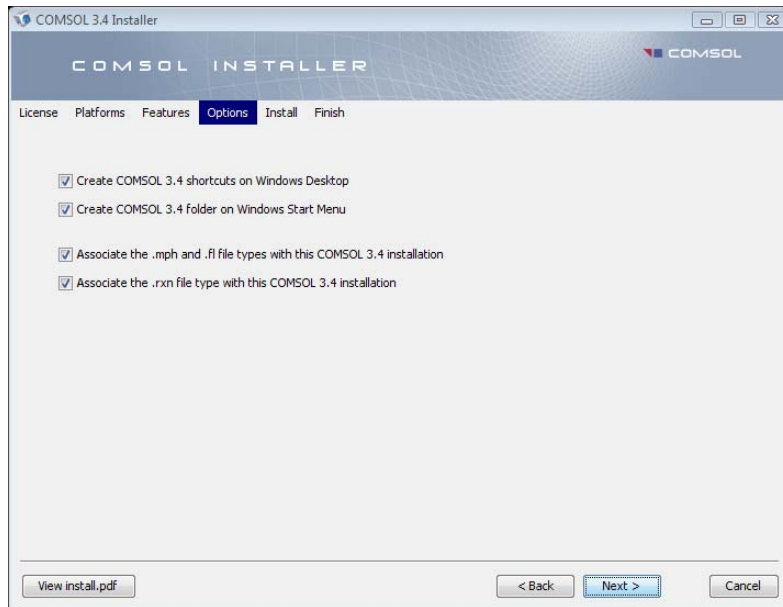 COMSOL 3.4 Installer
COMSOL INSTALLER
COMSOL
License Platforms Features Options Install Finish
Create COMSOL 3.4 shortcuts on Windows Desktop
Create COMSOL 3.4 folder on Windows Start Menu
Associate the .mph and .fl file types with this COMSOL 3.4 installation
Associate the .rxn file type with this COMSOL 3.4 installation
View install.pdf < Back Next > Cancel